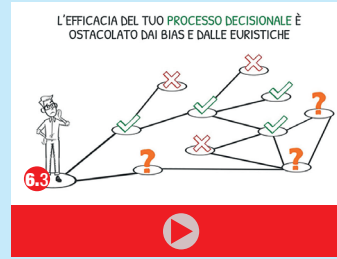 L'EFFICACIA DEL TUO PROCESSO DECISIONALE È
OSTACOLATO DAI BIAS E DALLE EURISTICHE
?
?
?
6.3